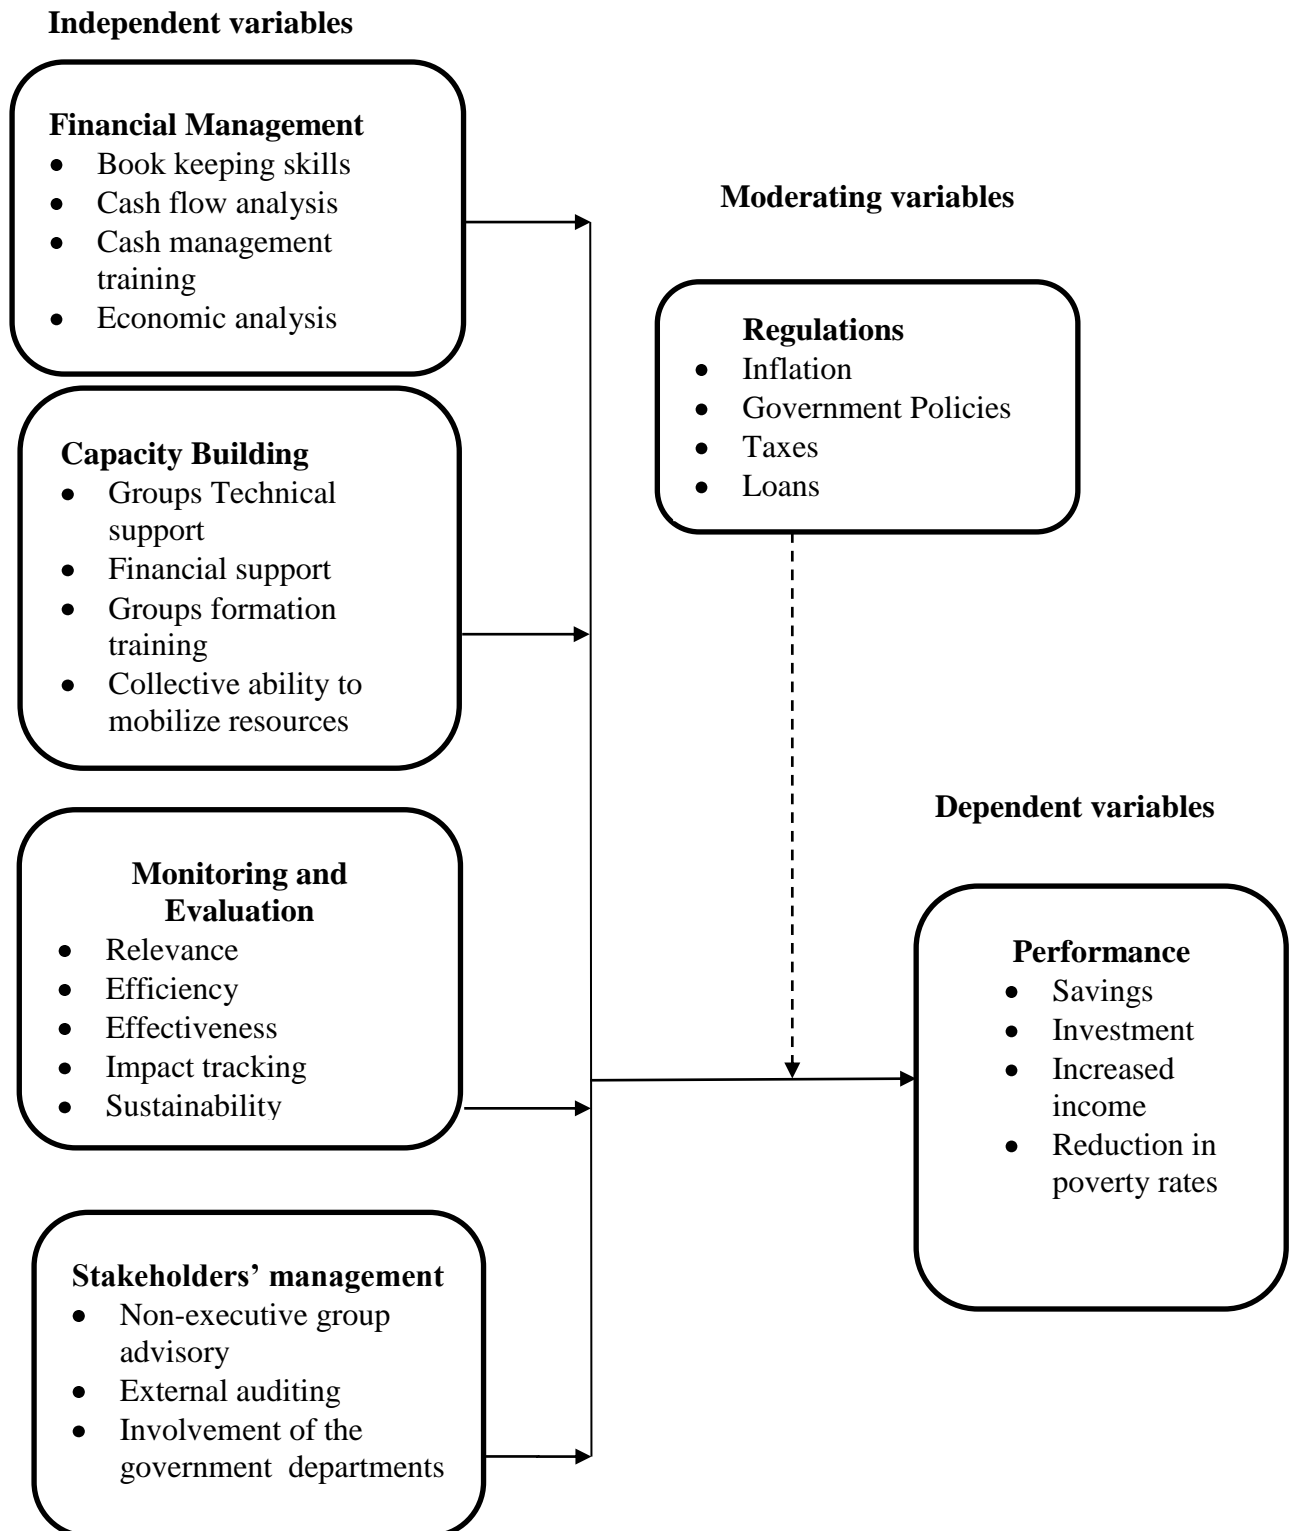 Independent variables
Financial Management
• Book keeping skills
• Cash flow analysis
• Cash management
training
• Economic analysis
Capacity Building
• Groups Technical
support
• Financial support
• Groups formation
training
• Collective ability to
mobilize resources
Monitoring and
Evaluation
• Relevance
• Efficiency
• Effectiveness
• Impact tracking
• Sustainability
Stakeholders’ management
• Non-executive group
advisory
• External auditing
• Involvement of the
government  departments
Moderating variables
Regulations
• Inflation
• Government Policies
• Taxes
• Loans
Dependent variables
Performance
• Savings
• Investment
• Increased
income
• Reduction in
poverty rates